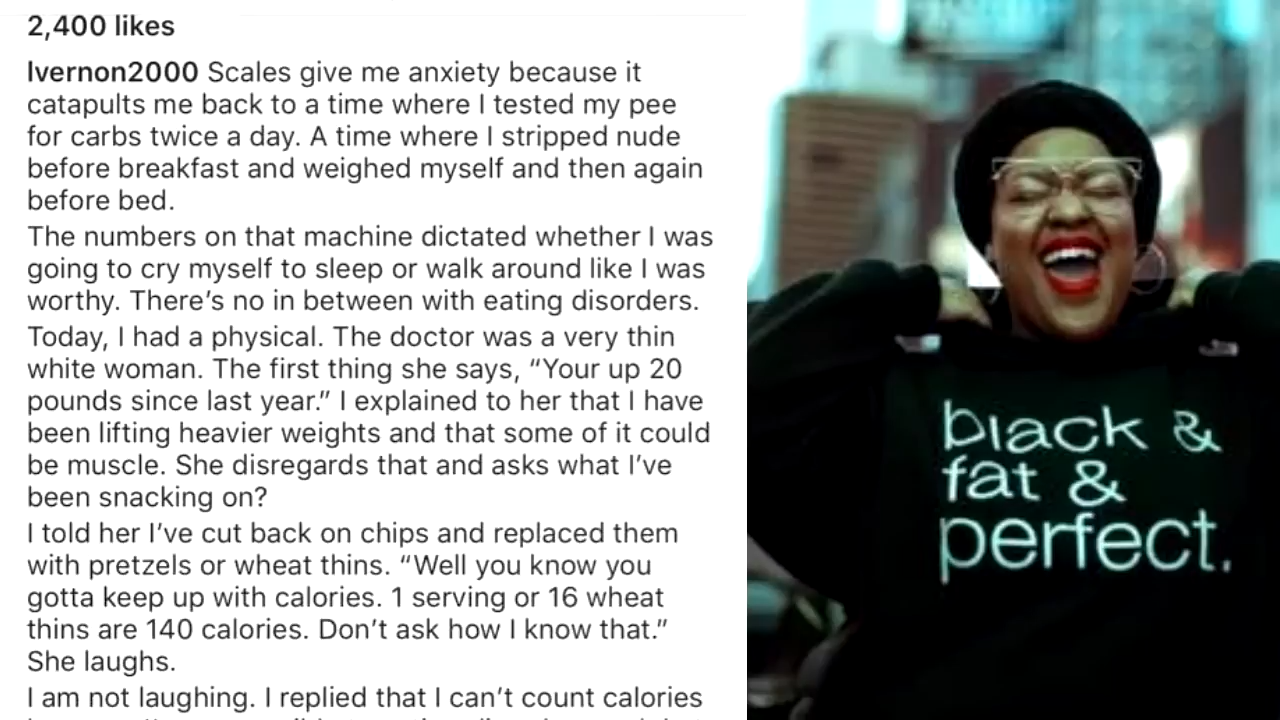 2,400 likes
lvernon2000 Scales give me anxiety because it
catapults me back to a time where I tested my pee
for carbs twice a day. A time where I stripped nude
before breakfast and weighed myself and then again
before bed.
The numbers on that machine dictated whether I was
going to cry myself to sleep or walk around like I was
worthy. There's no in between with eating disorders.
Today, I had a physical. The doctor was a very thin
white woman. The first thing she says, “Your up 20
pounds since last year.” I explained to her that I have
been lifting heavier weights and that some of it could
be muscle. She disregards that and asks what I've
been snacking on?
I told her I've cut back on chips and replaced them
with pretzels or wheat thins. “Well you know you
gotta keep up with calories. 1 serving or 16 wheat
thins are 140 calories. Don't ask how I know that.”
She laughs.
I am not laughing. I replied that I can't count calories
black &
fat &
perfect.